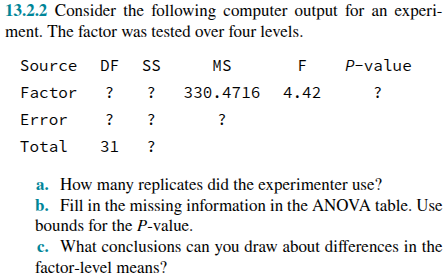 13.2.2 Consider the following computer output for an experi-
ment. The factor was tested over four levels.
Source DF SS MS F P-value
Factor ? ? 330.4716 4.42 ?
Error ? ? ?
Total 31 ?
a. How many replicates did the experimenter use?
b. Fill in the missing information in the ANOVA table. Use
bounds for the P-value.
c. What conclusions can you draw about differences in the
factor-level means?